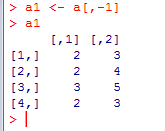 > a1 <- a[,-1]
> a1
     [,1] [,2]
[1,]    2    3
[2,]    2    4
[3,]    3    5
[4,]    2    3
>